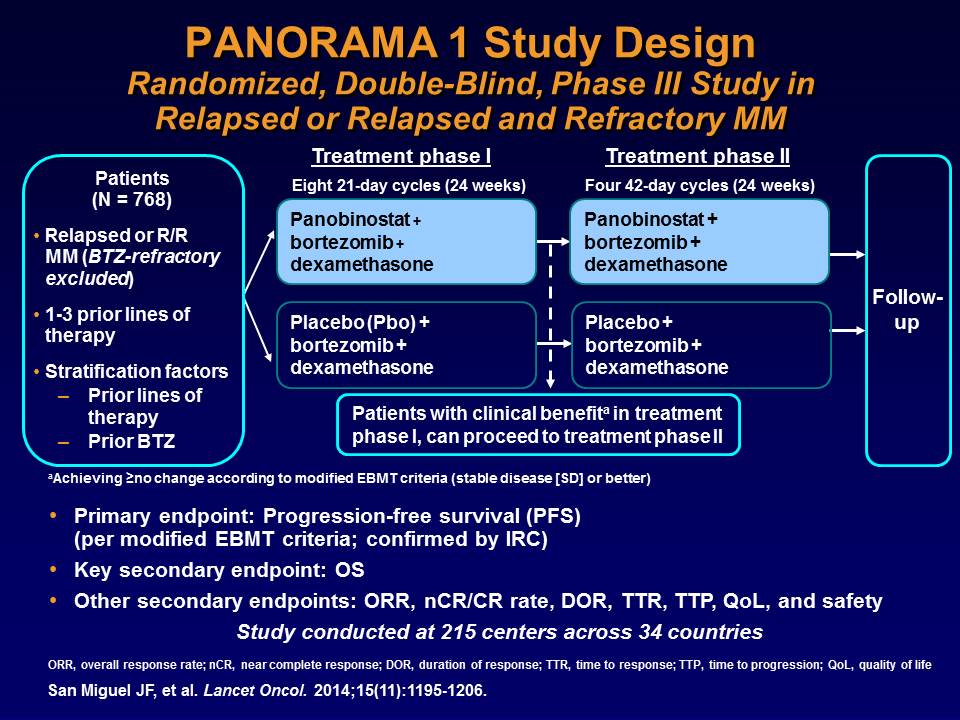 PANORAMA 1 Study Design
Randomized, Double-Blind, Phase III Study in
Relapsed or Relapsed and Refractory MM
Patients
(N = 768)
• Relapsed or R/R
MM (BTZ-refractory
excluded)
• 1-3 prior lines of
therapy
• Stratification factors
– Prior lines of
therapy
– Prior BTZ
Treatment phase I
Eight 21-day cycles (24 weeks)
Panobinostat +
bortezomib +
dexamethasone
Placebo (Pbo) +
bortezomib +
dexamethasone
Treatment phase II
Four 42-day cycles (24 weeks)
Panobinostat +
bortezomib +
dexamethasone
Placebo +
bortezomib +
dexamethasone
Follow-
up
Patients with clinical benefitᵃ in treatment
phase I, can proceed to treatment phase II
ᵃAchieving ≥no change according to modified EBMT criteria (stable disease [SD] or better)
• Primary endpoint: Progression-free survival (PFS)
(per modified EBMT criteria; confirmed by IRC)
• Key secondary endpoint: OS
• Other secondary endpoints: ORR, nCR/CR rate, DOR, TTR, TTP, QoL, and safety
Study conducted at 215 centers across 34 countries
ORR, overall response rate; nCR, near complete response; DOR, duration of response; TTR, time to response; TTP, time to progression; QoL, quality of life
San Miguel JF, et al. Lancet Oncol. 2014;15(11):1195-1206.